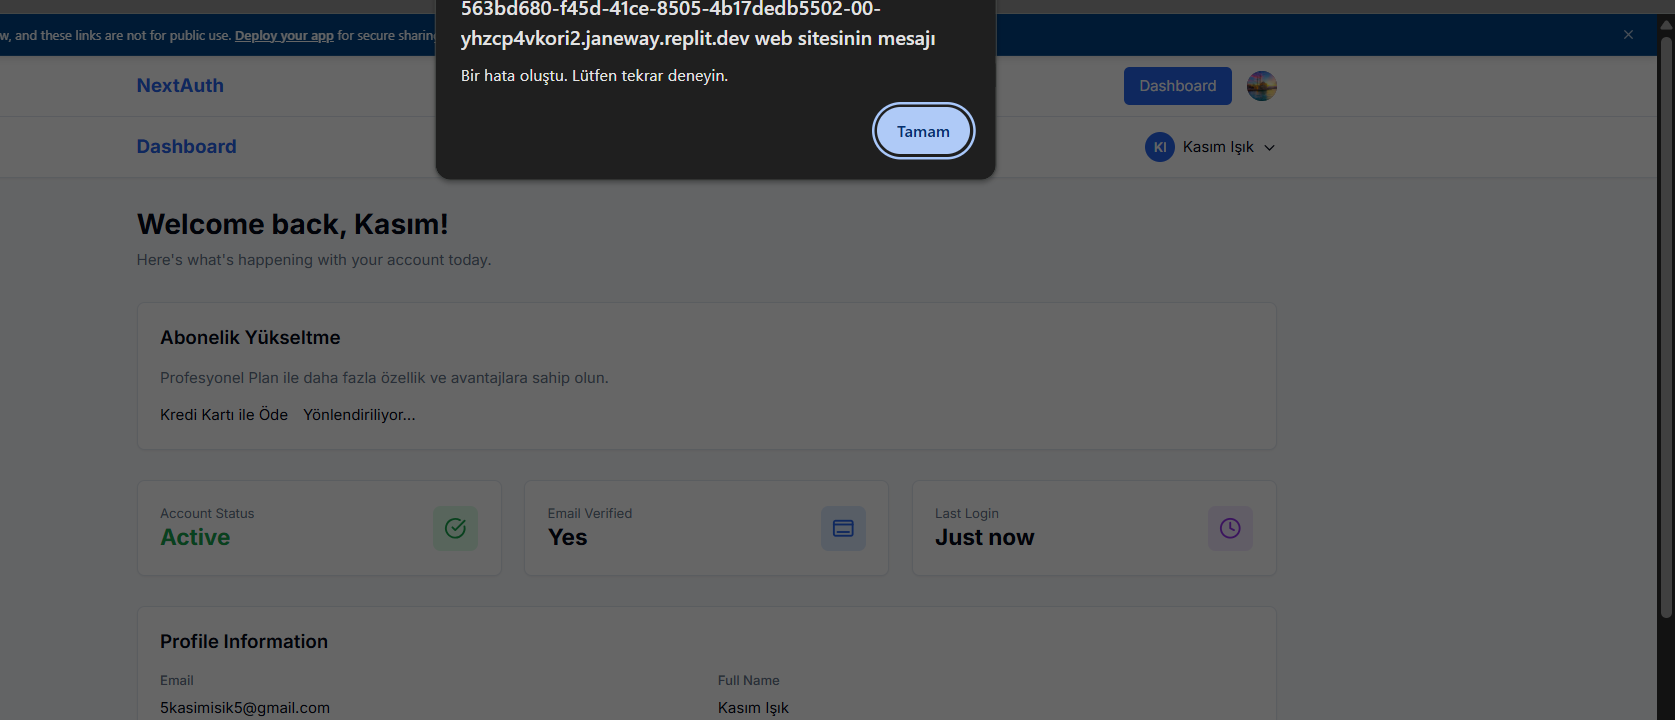 563bd680-f45d-41ce-8505-4b17dedb5502-00-
yhzcp4vkori2.janeway.replit.dev web sitesinin mesajı
Bir hata oluştu. Lütfen tekrar deneyin.
Tamam
w, and these links are not for public use. Deploy your app for secure sharing
NextAuth
Dashboard
Dashboard
KI Kasım Işık
Welcome back, Kasım!
Here's what's happening with your account today.
Abonelik Yükseltme
Profesyonel Plan ile daha fazla özellik ve avantajlara sahip olun.
Kredi Kartı ile Öde Yönlendiriliyor...
Account Status
Active
Email Verified
Yes
Last Login
Just now
Profile Information
Email
5kasimisik5@gmail.com
Full Name
Kasım Işık